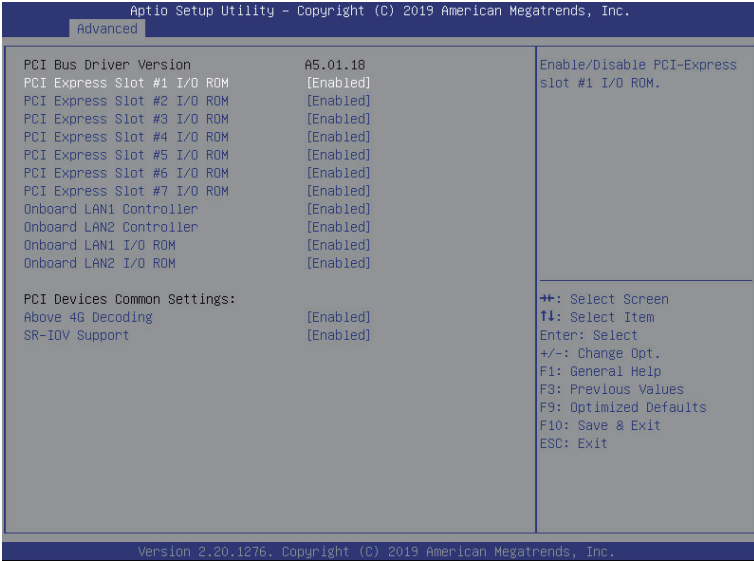 Aptio Setup Utility – Copyright (C) 2019 American Megatrends, Inc.
Advanced
PCI Bus Driver Version A5.01.18
PCI Express Slot #1 I/O ROM [Enabled]
PCI Express Slot #2 I/O ROM [Enabled]
PCI Express Slot #3 I/O ROM [Enabled]
PCI Express Slot #4 I/O ROM [Enabled]
PCI Express Slot #5 I/O ROM [Enabled]
PCI Express Slot #6 I/O ROM [Enabled]
PCI Express Slot #7 I/O ROM [Enabled]
Onboard LAN1 Controller [Enabled]
Onboard LAN2 Controller [Enabled]
Onboard LAN1 I/O ROM [Enabled]
Onboard LAN2 I/O ROM [Enabled]
PCI Devices Common Settings:
Above 4G Decoding [Enabled]
SR-IOV Support [Enabled]
Enable/Disable PCI-Express
slot #1 I/O ROM.
→←: Select Screen
↑↓: Select Item
Enter: Select
+/-: Change Opt.
F1: General Help
F3: Previous Values
F9: Optimized Defaults
F10: Save & Exit
ESC: Exit
Version 2.20.1276. Copyright (C) 2019 American Megatrends, Inc.